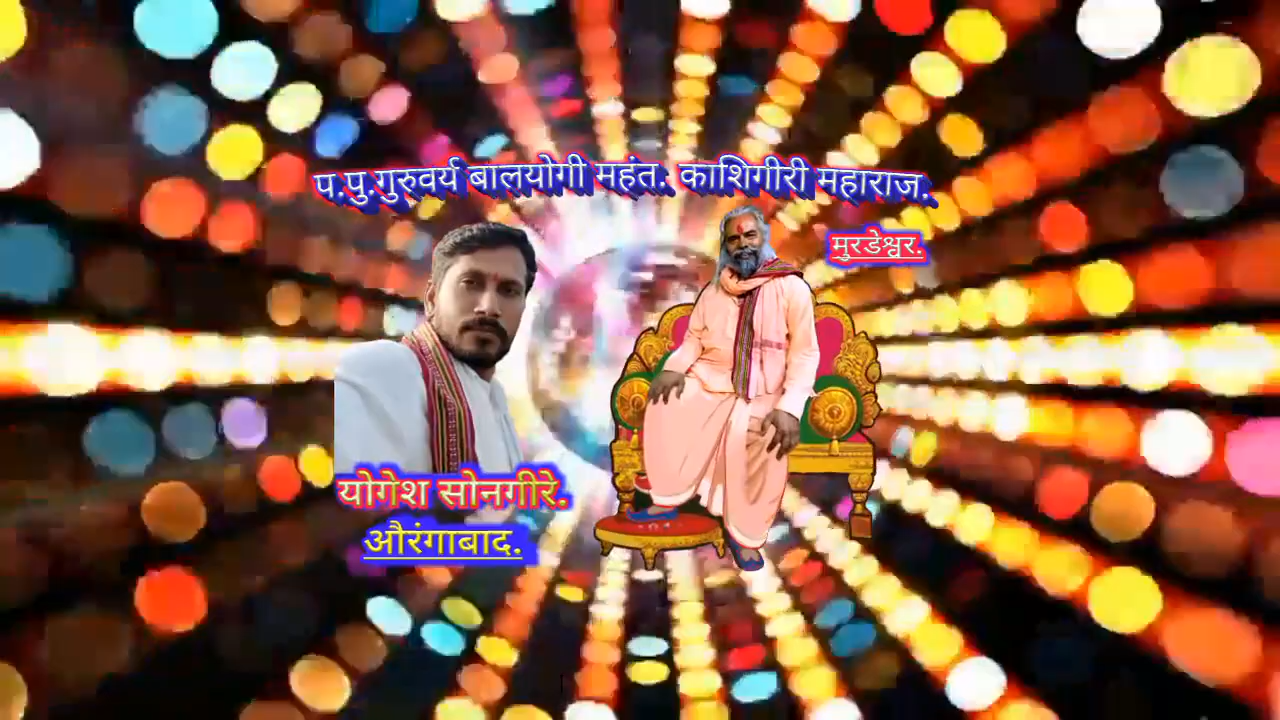 प.पु.गुरुवर्य बालयोगी महंत. काशिगीरी महाराज.
मुरडेश्वर.
योगेश सोनगीरे.
औरंगाबाद.